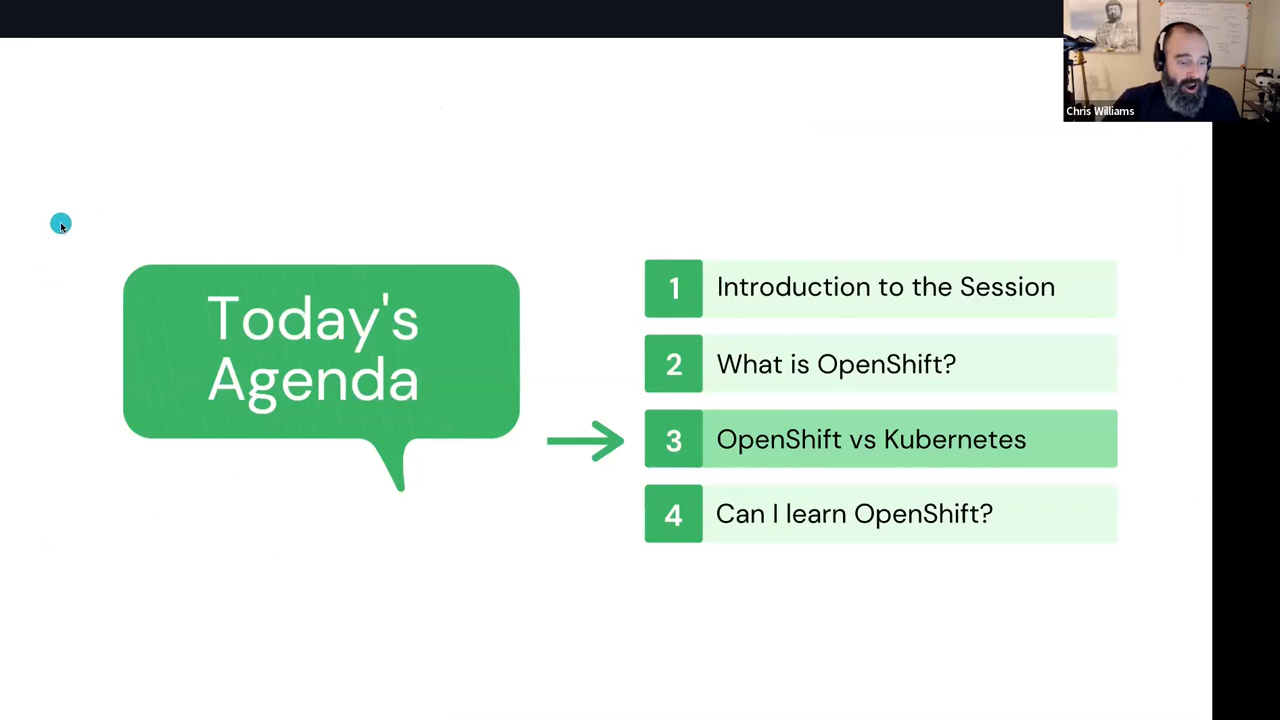 Chris Williams
Today's
Agenda
1 Introduction to the Session
2 What is OpenShift?
3 OpenShift vs Kubernetes
4 Can I learn OpenShift?